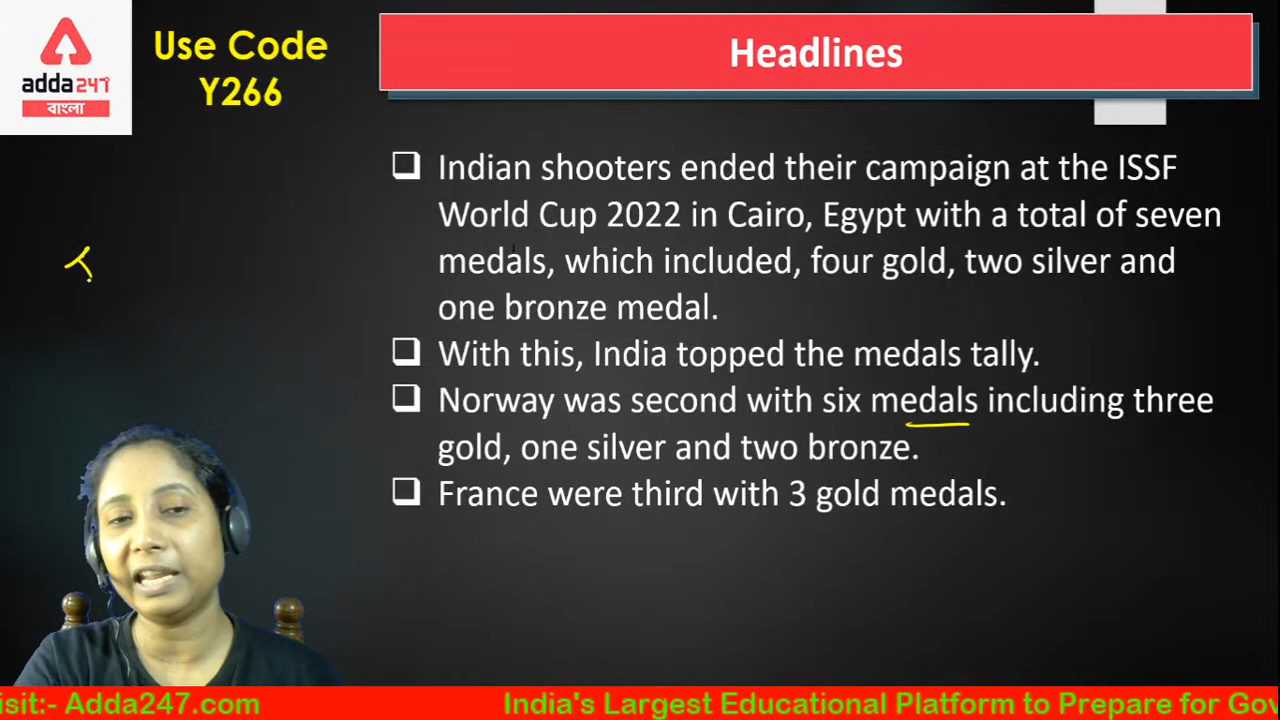 adda247
বাংলা
Use Code
Y266
Headlines
Indian shooters ended their campaign at the ISSF
World Cup 2022 in Cairo, Egypt with a total of seven
medals, which included, four gold, two silver and
one bronze medal.
With this, India topped the medals tally.
Norway was second with six medals including three
gold, one silver and two bronze.
France were third with 3 gold medals.
isit:- Adda247.com India's Largest Educational Platform to Prepare for Gov